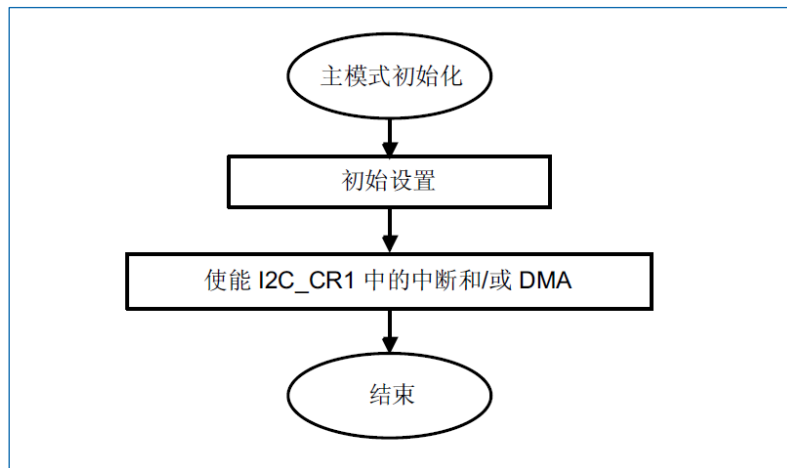 主模式初始化
初始设置
使能 I2C_CR1 中的中断和/或 DMA
结束